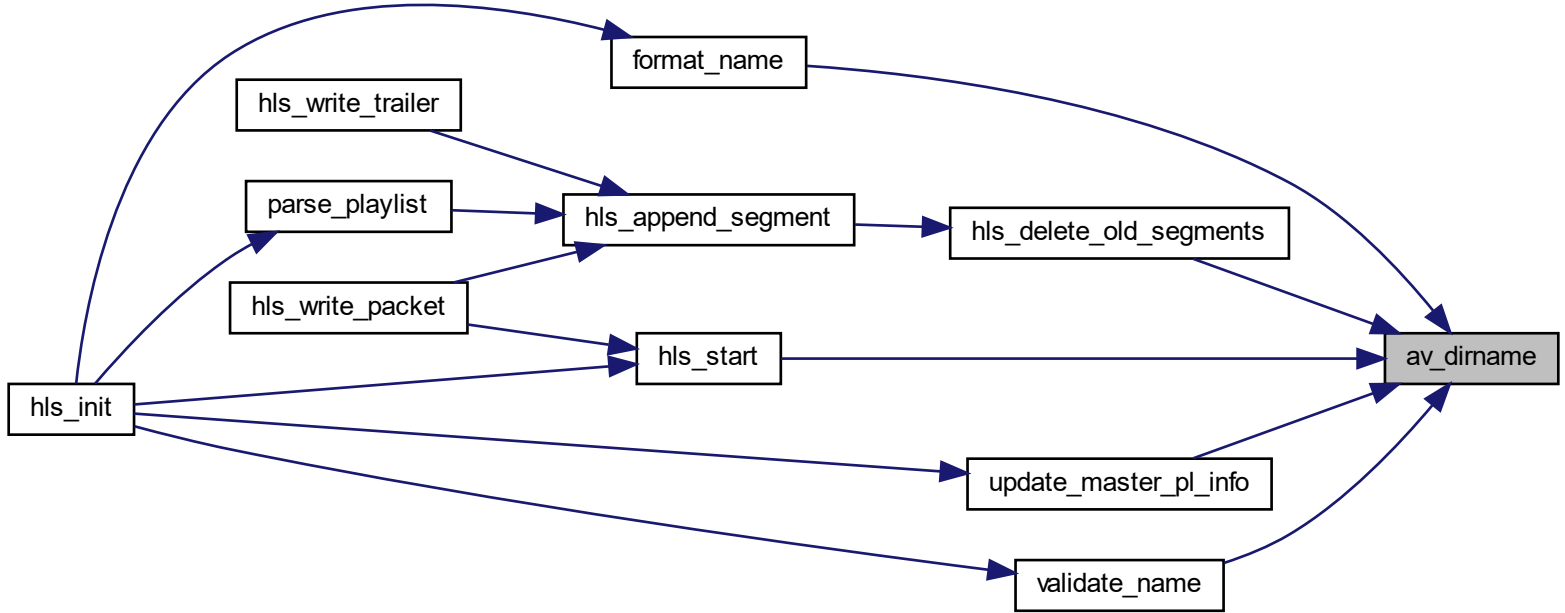 format_name
hls_write_trailer
parse_playlist
hls_append_segment
hls_delete_old_segments
hls_write_packet
hls_start
av_dirname
hls_init
update_master_pl_info
validate_name